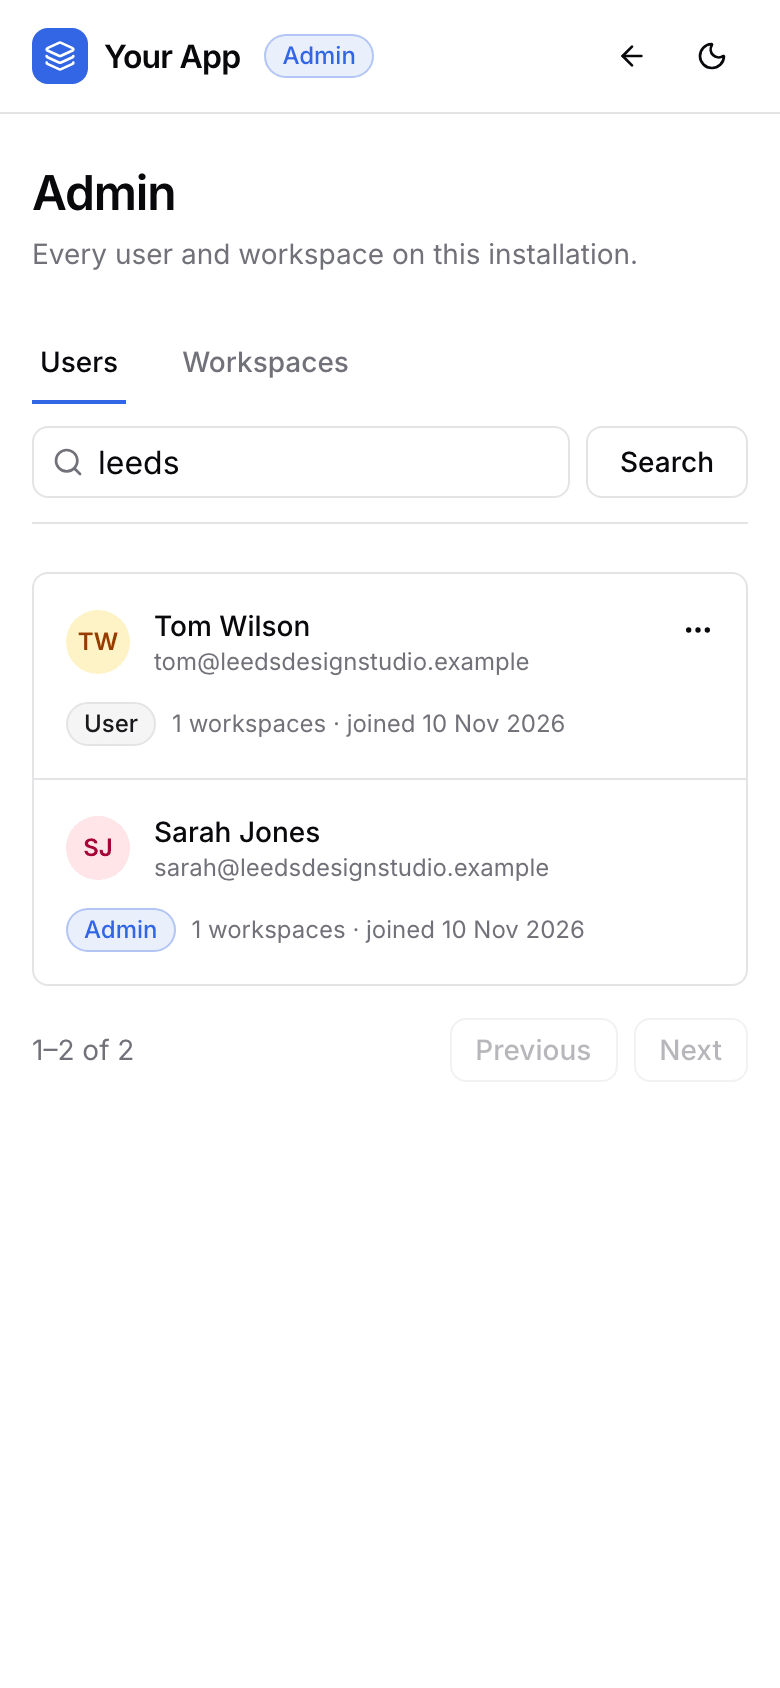 Your App Admin
Admin
Every user and workspace on this installation.
Users Workspaces
leeds Search
TW Tom Wilson
tom@leedsdesignstudio.example
User 1 workspaces · joined 10 Nov 2026
SJ Sarah Jones
sarah@leedsdesignstudio.example
Admin 1 workspaces · joined 10 Nov 2026
1–2 of 2 Previous Next